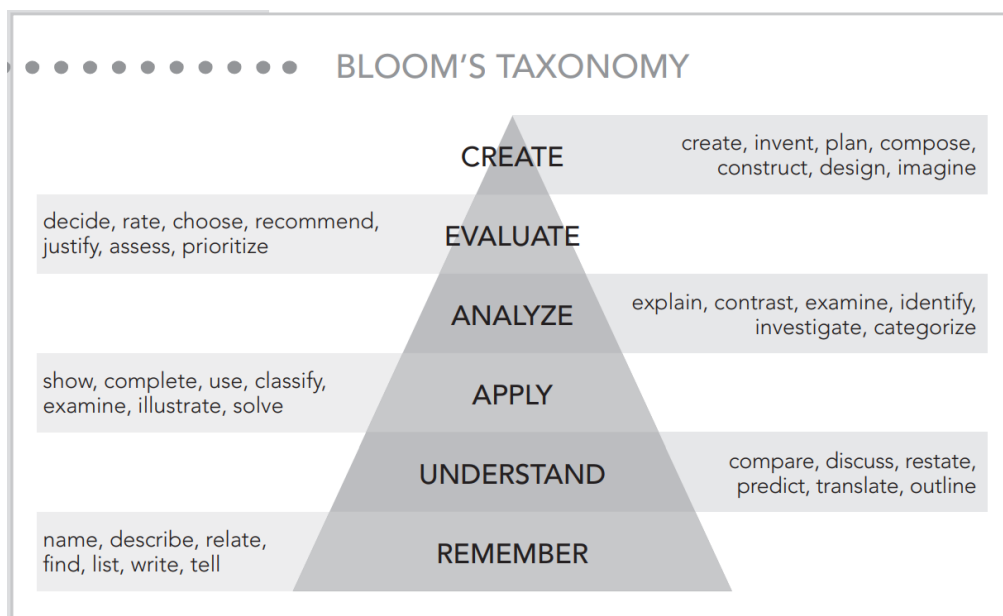 BLOOM'S TAXONOMY
CREATE
create, invent, plan, compose,
construct, design, imagine
decide, rate, choose, recommend,
justify, assess, prioritize
EVALUATE
ANALYZE
explain, contrast, examine, identify,
investigate, categorize
show, complete, use, classify,
examine, illustrate, solve
APPLY
UNDERSTAND
compare, discuss, restate,
predict, translate, outline
name, describe, relate,
find, list, write, tell
REMEMBER